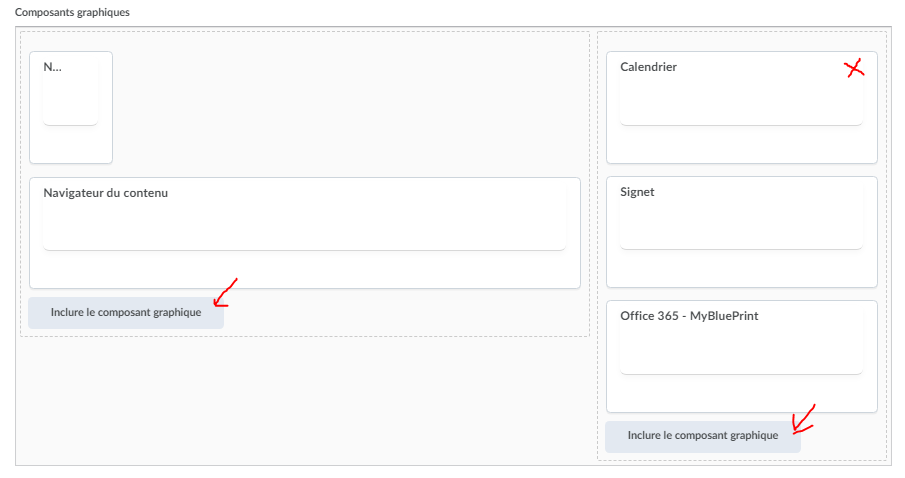 Composants graphiques
N...
Navigateur du contenu
Inclure le composant graphique
Calendrier
Signet
Office 365 - MyBluePrint
Inclure le composant graphique